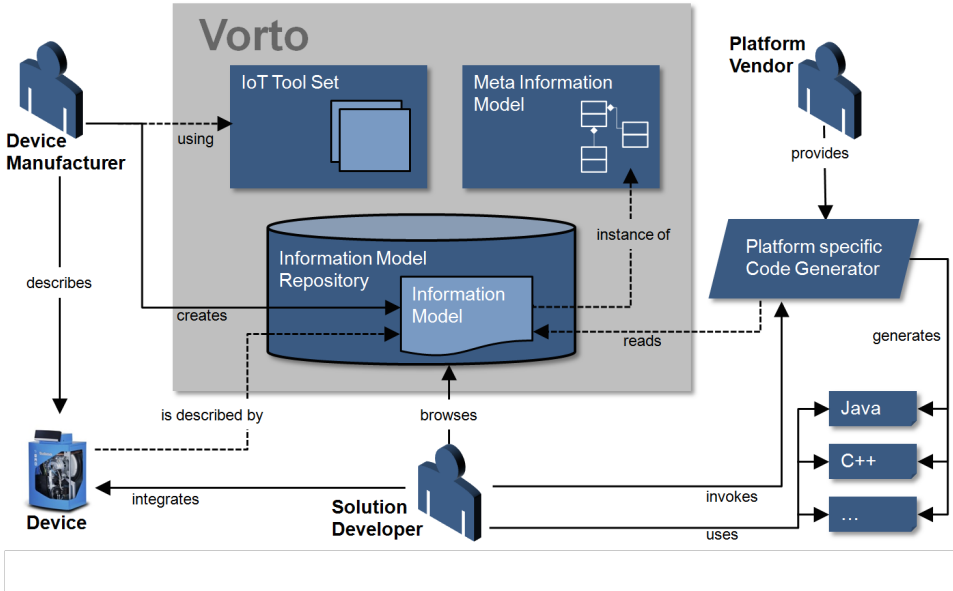 Vorto
Platform
Vendor
IoT Tool Set
Meta Information
Model
using
Device
Manufacturer
provides
instance of
Platform specific
Code Generator
Information Model
Repository
describes
Information
Model
creates
reads
generates
is described by
browses
Java
C++
...
integrates
invokes
Device
Solution
Developer
uses